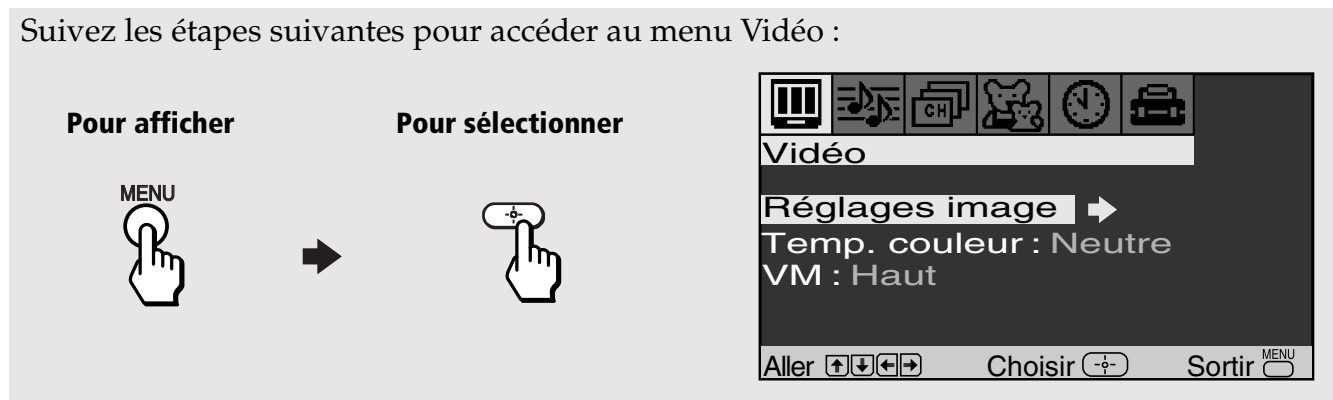 Suivez les étapes suivantes pour accéder au menu Vidéo :
Pour afficher
Pour sélectionner
MENU
CH
Vidéo
Réglages image
Temp. couleur : Neutre
VM : Haut
Aller
Choisir
Sortir MENU